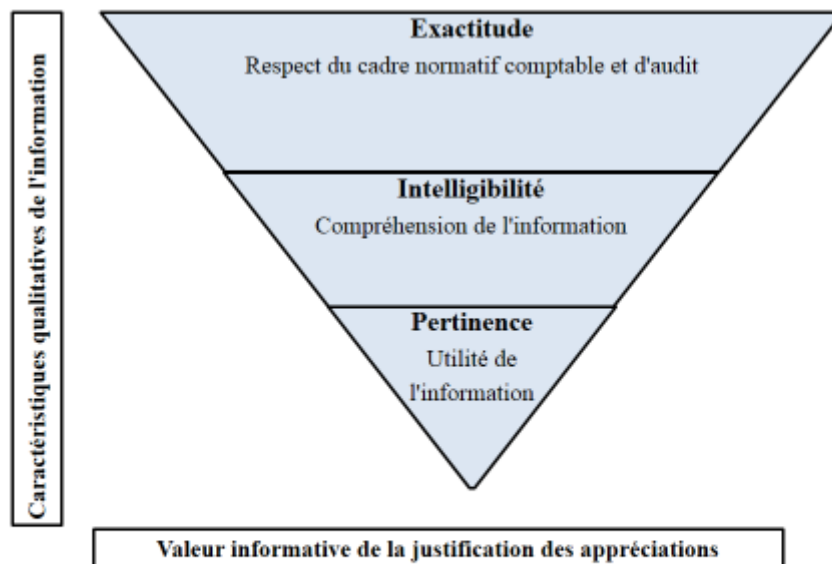 Caractéristiques qualitatives de l'information
Exactitude
Respect du cadre normatif comptable et d'audit
Intelligibilité
Compréhension de l'information
Pertinence
Utilité de
l'information
Valeur informative de la justification des appréciations